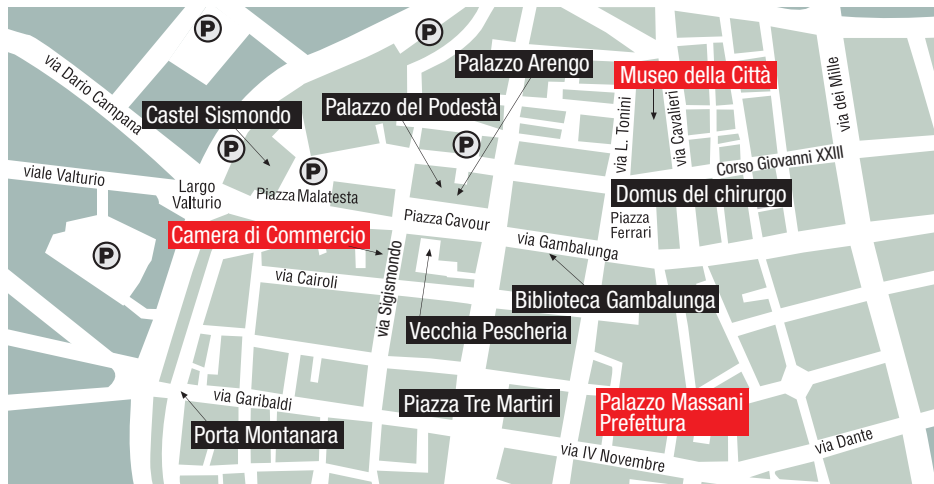 P
P
Palazzo Arengo
Museo della Città
via Dario Campana
Castel Sismondo
Palazzo del Podestà
via L. Tonini
via Cavalieri
via dei Mille
P
P
P
Corso Giovanni XXIII
viale Valturio
Largo
Valturio
Piazza Malatesta
Domus del chirurgo
Piazza Cavour
Piazza
Ferrari
Camera di Commercio
via Gambalunga
P
via Cairoli
via Sigismondo
Biblioteca Gambalunga
Vecchia Pescheria
via Garibaldi
Piazza Tre Martiri
Palazzo Massani
Prefettura
Porta Montanara
via IV Novembre
via Dante